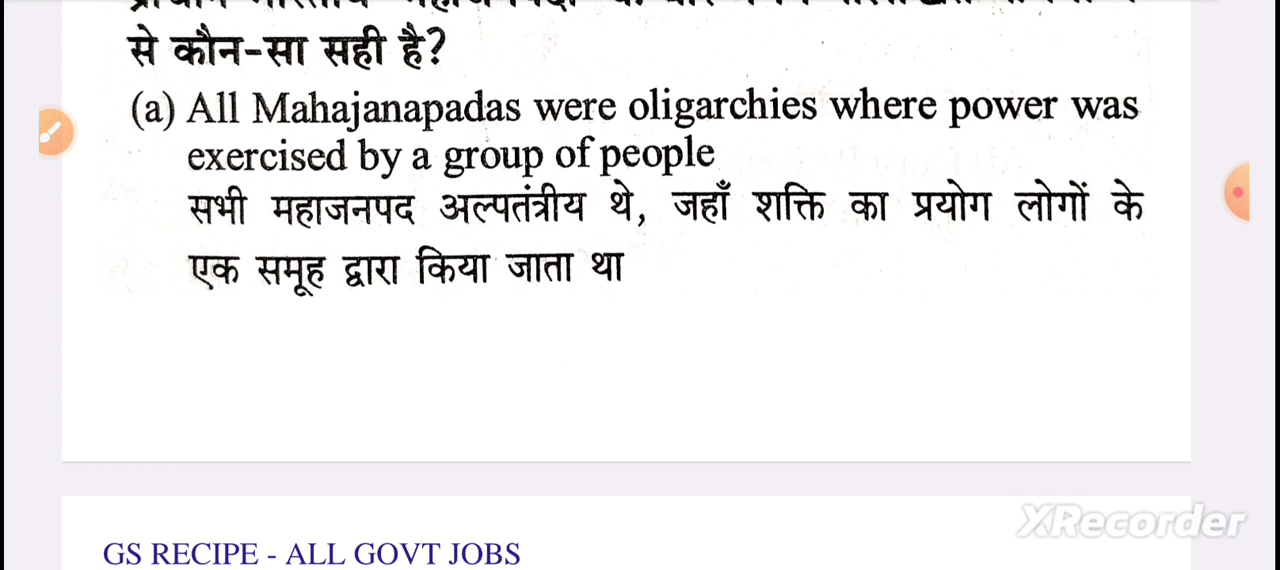 से कौन-सा सही है?
(a) All Mahajanapadas were oligarchies where power was
exercised by a group of people
सभी महाजनपद अल्पतंत्रीय थे, जहाँ शक्ति का प्रयोग लोगों के
एक समूह द्वारा किया जाता था
XRecorder
GS RECIPE - ALL GOVT JOBS